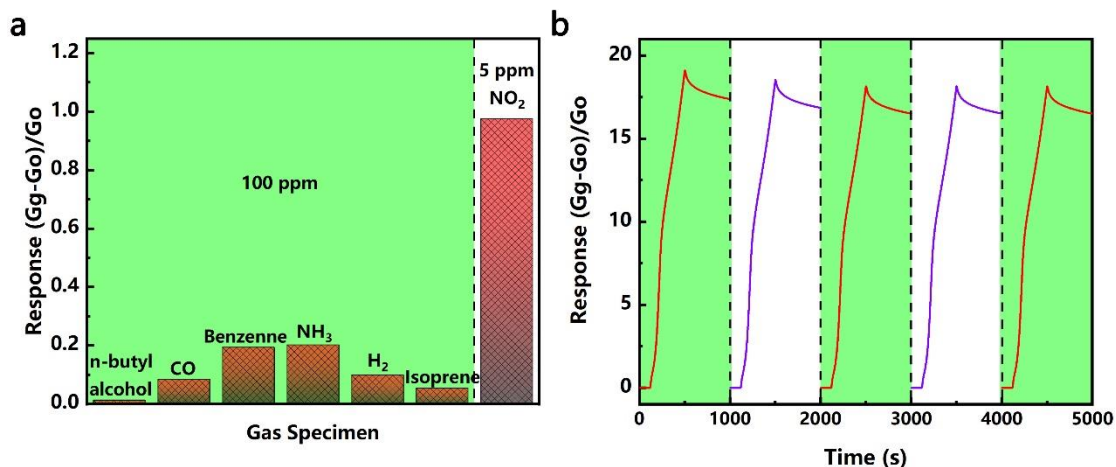 a
Response (Gg-Go)/Go
1.2
1.0
0.8
0.6
0.4
0.2
0.0
5 ppm
NO₂
100 ppm
n-butyl
alcohol
CO
Benzenne
NH₃
H₂
Isoprene
Gas Specimen
b
Response (Gg-Go)/Go
20
15
10
5
0
0 1000 2000 3000 4000 5000
Time (s)